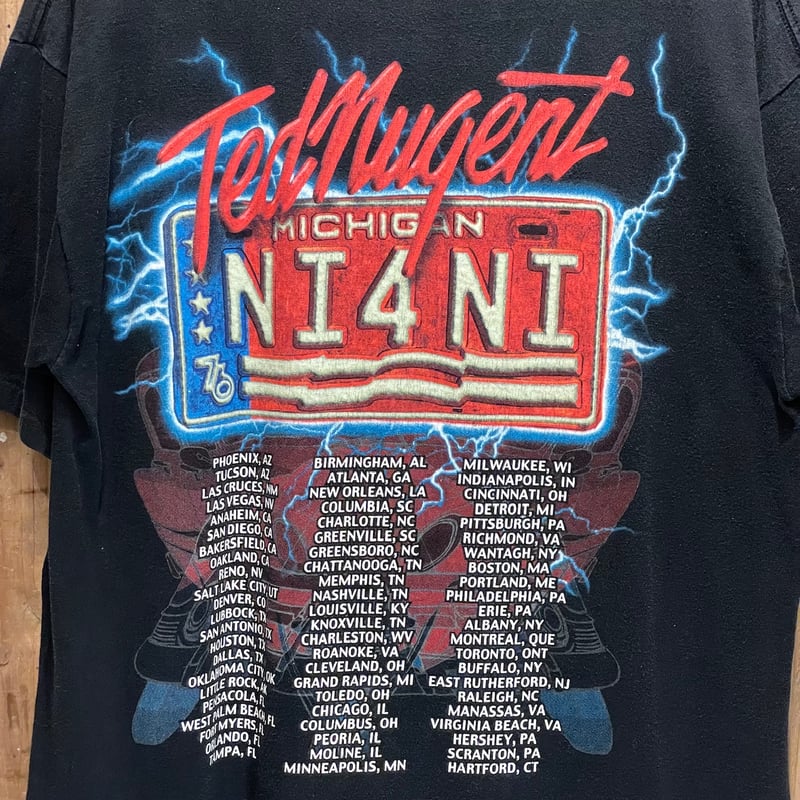 Ted Nugent
MICHIGAN
NI4NI
76
PHOENIX, AZ
TUCSON, AZ
LAS CRUCES, NM
LAS VEGAS, NV
ANAHEIM, CA
SAN DIEGO, CA
BAKERSFIELD, CA
OAKLAND, CA
RENO, NV
SALT LAKE CITY, UT
DENVER, CO
LUBBOCK, TX
SAN ANTONIO, TX
HOUSTON, TX
DALLAS, TX
OKLAHOMA CITY, OK
LITTLE ROCK, AK
PENSACOLA, FL
WEST PALM BEACH, FL
FORT MYERS, FL
ORLANDO, FL
TAMPA, FL
BIRMINGHAM, AL
ATLANTA, GA
NEW ORLEANS, LA
COLUMBIA, SC
CHARLOTTE, NC
GREENVILLE, SC
GREENSBORO, NC
CHATTANOOGA, TN
MEMPHIS, TN
NASHVILLE, TN
LOUISVILLE, KY
KNOXVILLE, TN
CHARLESTON, WV
ROANOKE, VA
CLEVELAND, OH
GRAND RAPIDS, MI
TOLEDO, OH
CHICAGO, IL
COLUMBUS, OH
PEORIA, IL
MOLINE, IL
MINNEAPOLIS, MN
MILWAUKEE, WI
INDIANAPOLIS, IN
CINCINNATI, OH
DETROIT, MI
PITTSBURGH, PA
RICHMOND, VA
WANTAGH, NY
BOSTON, MA
PORTLAND, ME
PHILADELPHIA, PA
ERIE, PA
ALBANY, NY
MONTREAL, QUE
TORONTO, ONT
BUFFALO, NY
EAST RUTHERFORD, NJ
RALEIGH, NC
MANASSAS, VA
VIRGINIA BEACH, VA
HERSHEY, PA
SCRANTON, PA
HARTFORD, CT